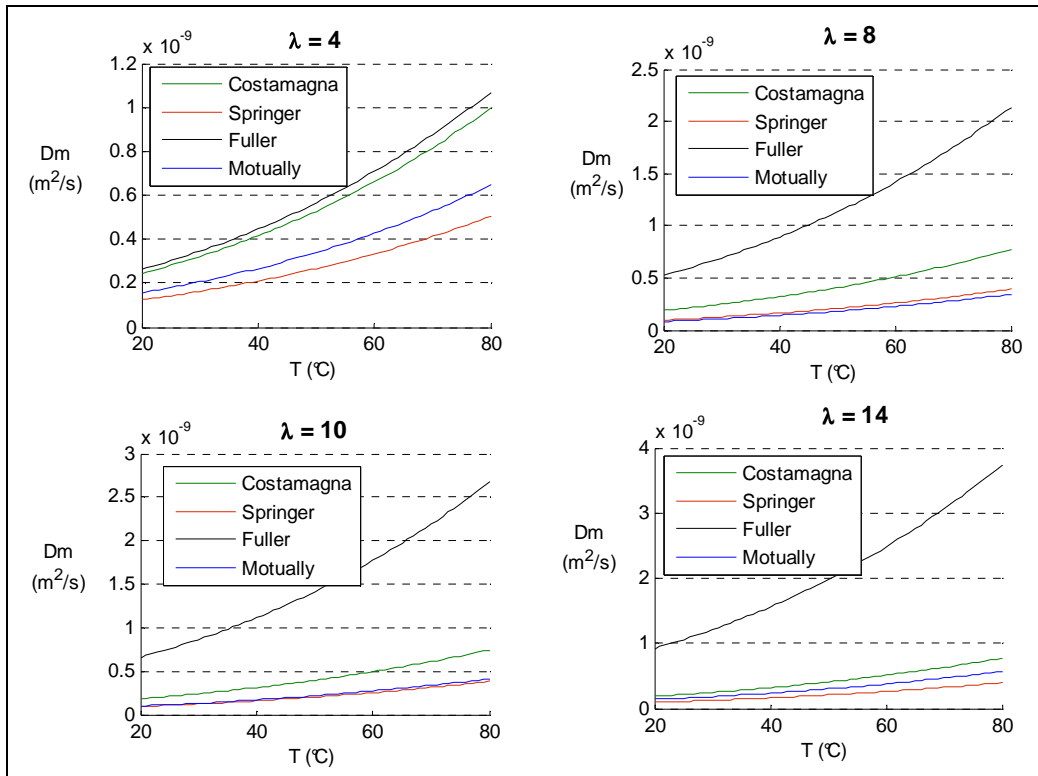 λ = 4
x 10⁻⁹
1.2
1
0.8
0.6
0.4
0.2
0
Dm
(m²/s)
Costamagna
Springer
Fuller
Motually
20 40 60 80
T (°C)
λ = 8
x 10⁻⁹
2.5
2
1.5
1
0.5
0
Dm
(m²/s)
Costamagna
Springer
Fuller
Motually
20 40 60 80
T (°C)
λ = 10
x 10⁻⁹
3
2.5
2
1.5
1
0.5
0
Dm
(m²/s)
Costamagna
Springer
Fuller
Motually
20 40 60 80
T (°C)
λ = 14
x 10⁻⁹
4
3
2
1
0
Dm
(m²/s)
Costamagna
Springer
Fuller
Motually
20 40 60 80
T (°C)